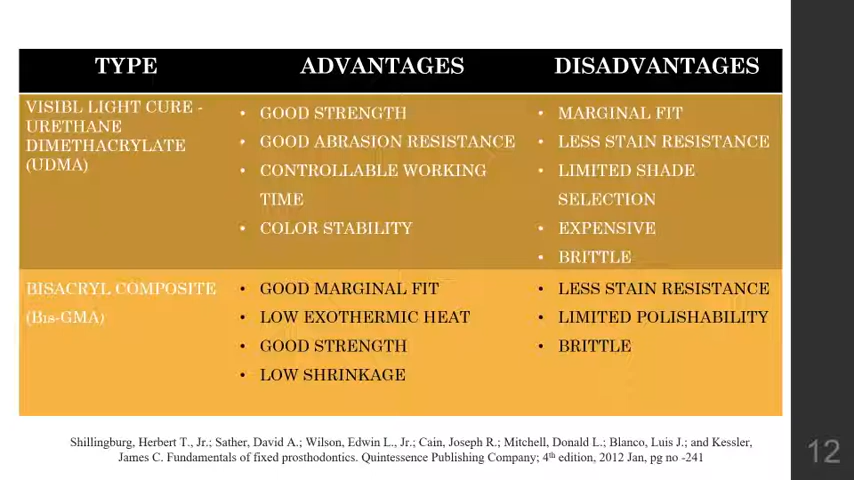 TYPE ADVANTAGES DISADVANTAGES
VISIBL LIGHT CURE -
URETHANE
DIMETHACRYLATE
(UDMA)
• GOOD STRENGTH
• GOOD ABRASION RESISTANCE
• CONTROLLABLE WORKING
TIME
• COLOR STABILITY
• MARGINAL FIT
• LESS STAIN RESISTANCE
• LIMITED SHADE
SELECTION
• EXPENSIVE
• BRITTLE
BISACRYL COMPOSITE
(Bis-GMA)
• GOOD MARGINAL FIT
• LOW EXOTHERMIC HEAT
• GOOD STRENGTH
• LOW SHRINKAGE
• LESS STAIN RESISTANCE
• LIMITED POLISHABILITY
• BRITTLE
Shillingburg, Herbert T., Jr.; Sather, David A.; Wilson, Edwin L., Jr.; Cain, Joseph R.; Mitchell, Donald L.; Blanco, Luis J.; and Kessler,
James C. Fundamentals of fixed prosthodontics. Quintessence Publishing Company; 4th edition, 2012 Jan, pg no -241
12